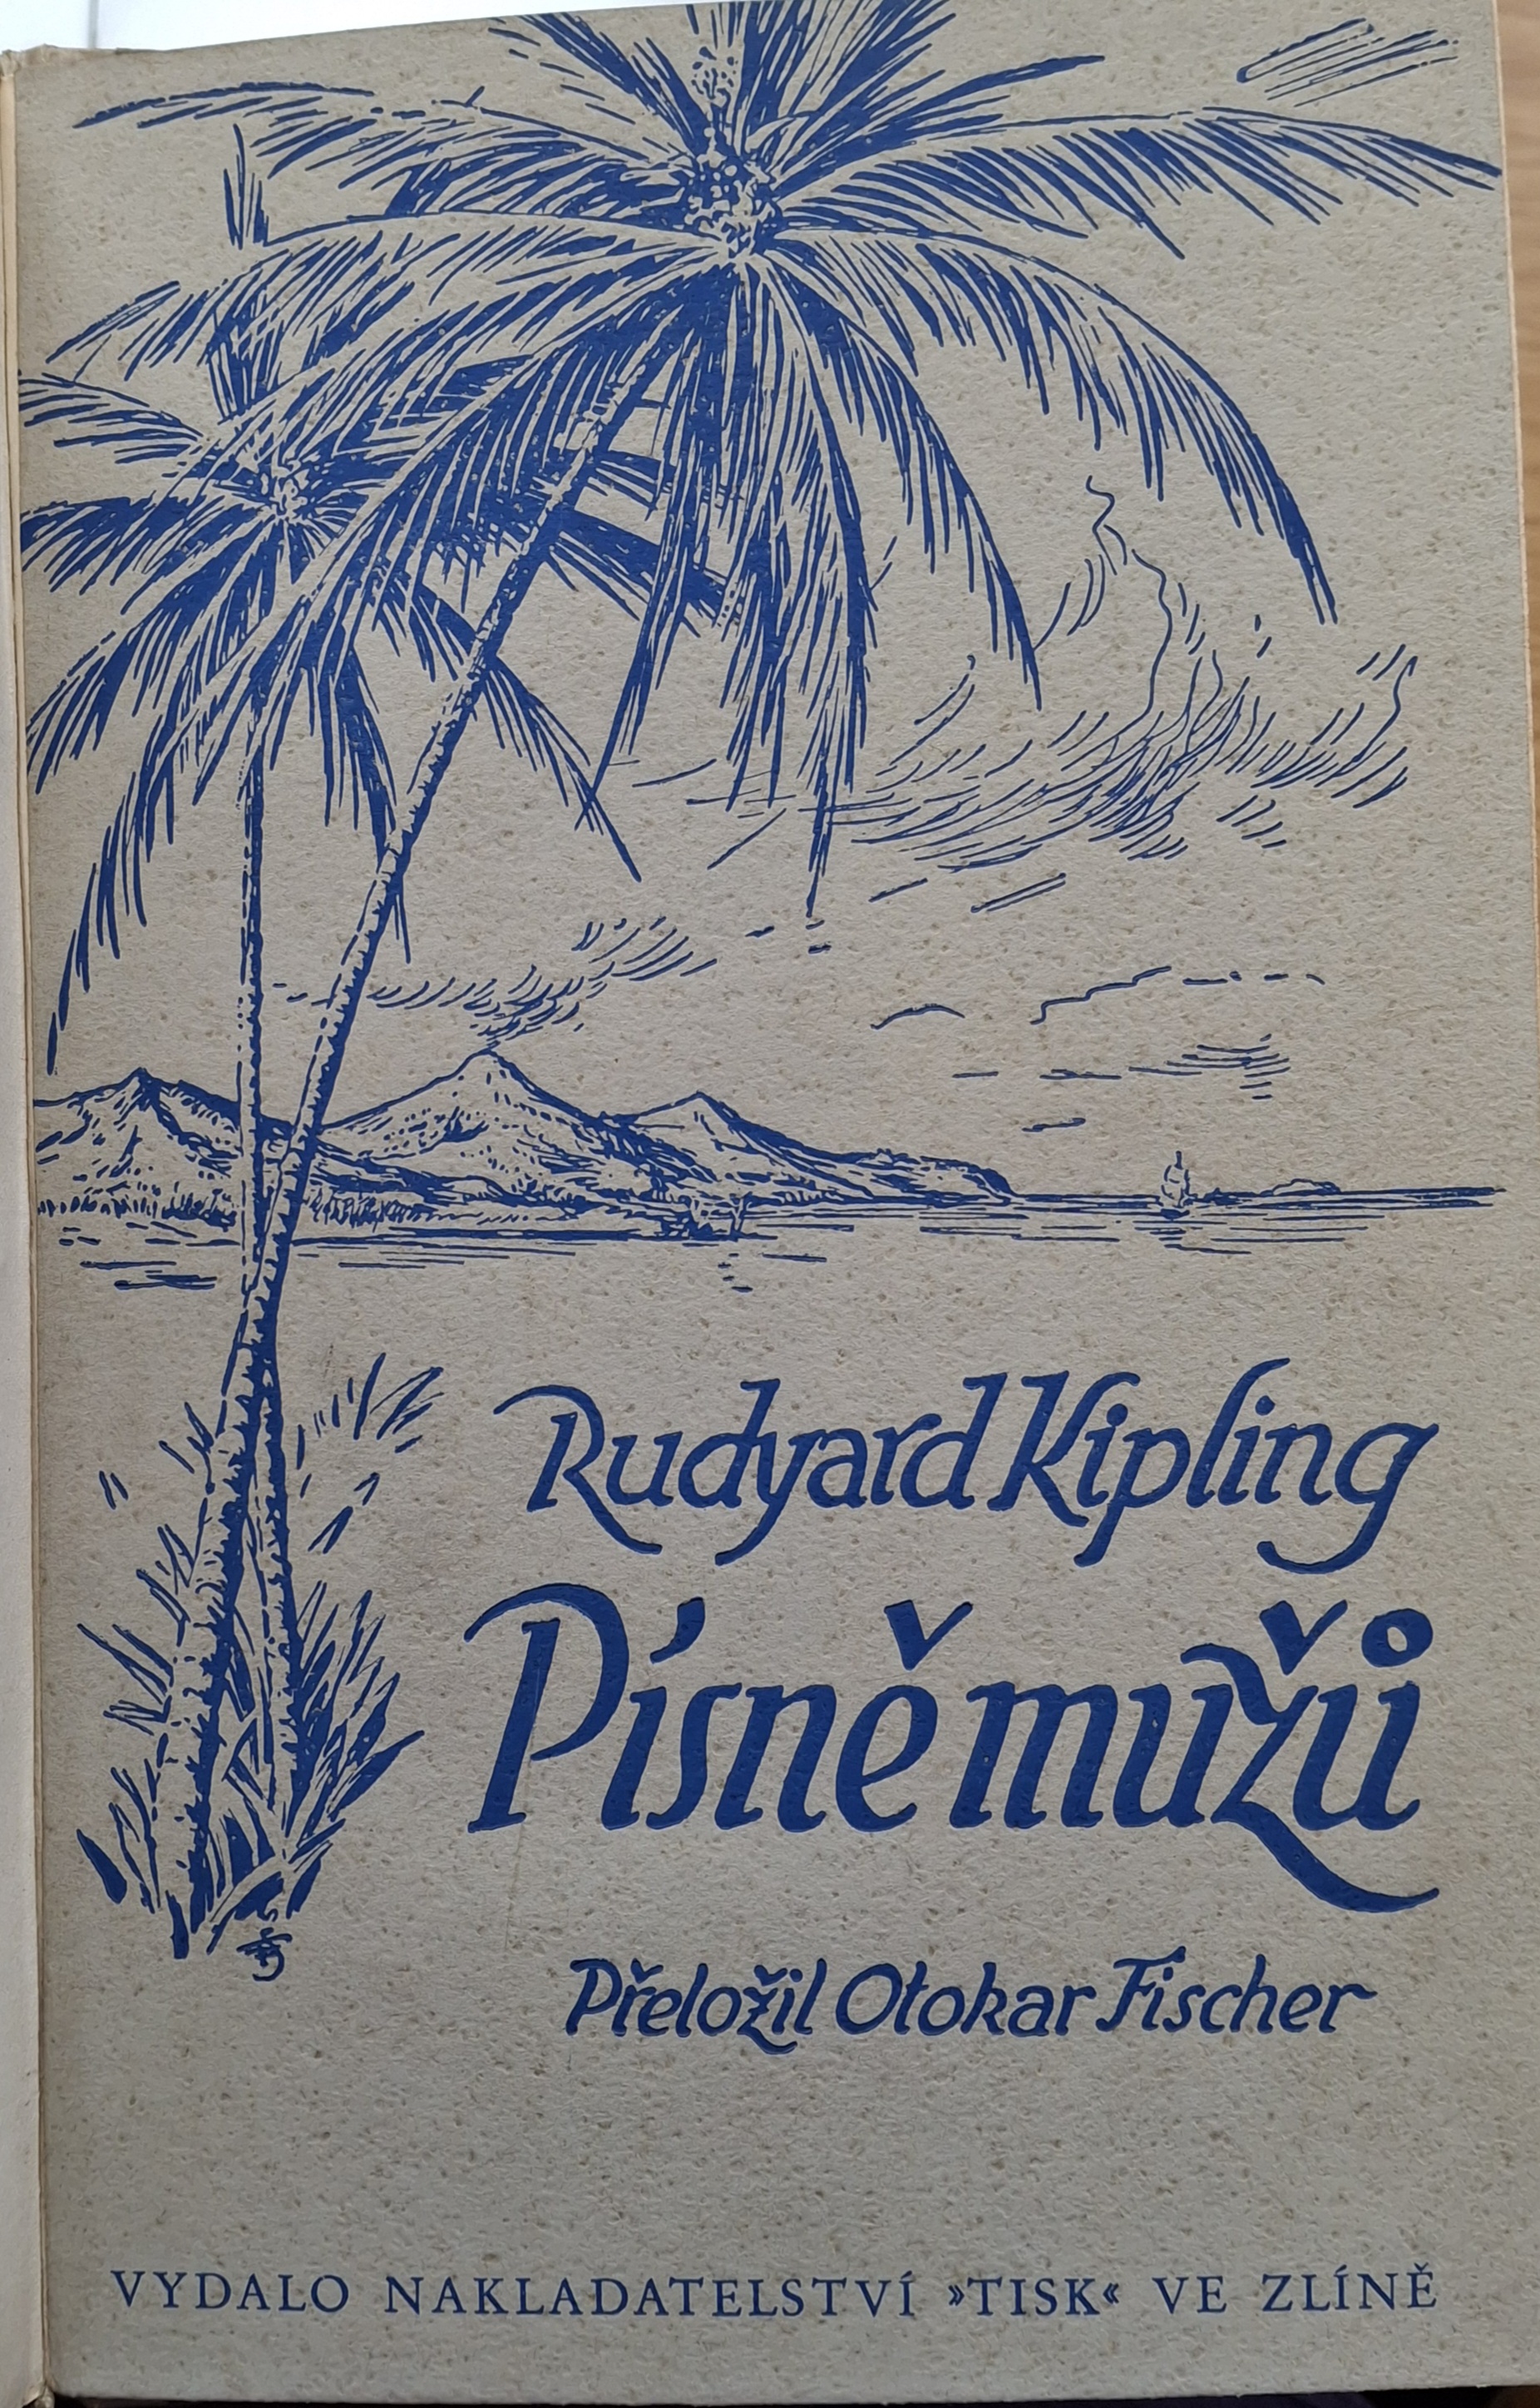 Rudyard Kipling
Písně mužů
Přeložil Otokar Fischer
VYDALO NAKLADATELSTVÍ »TISK« VE ZLÍNĚ